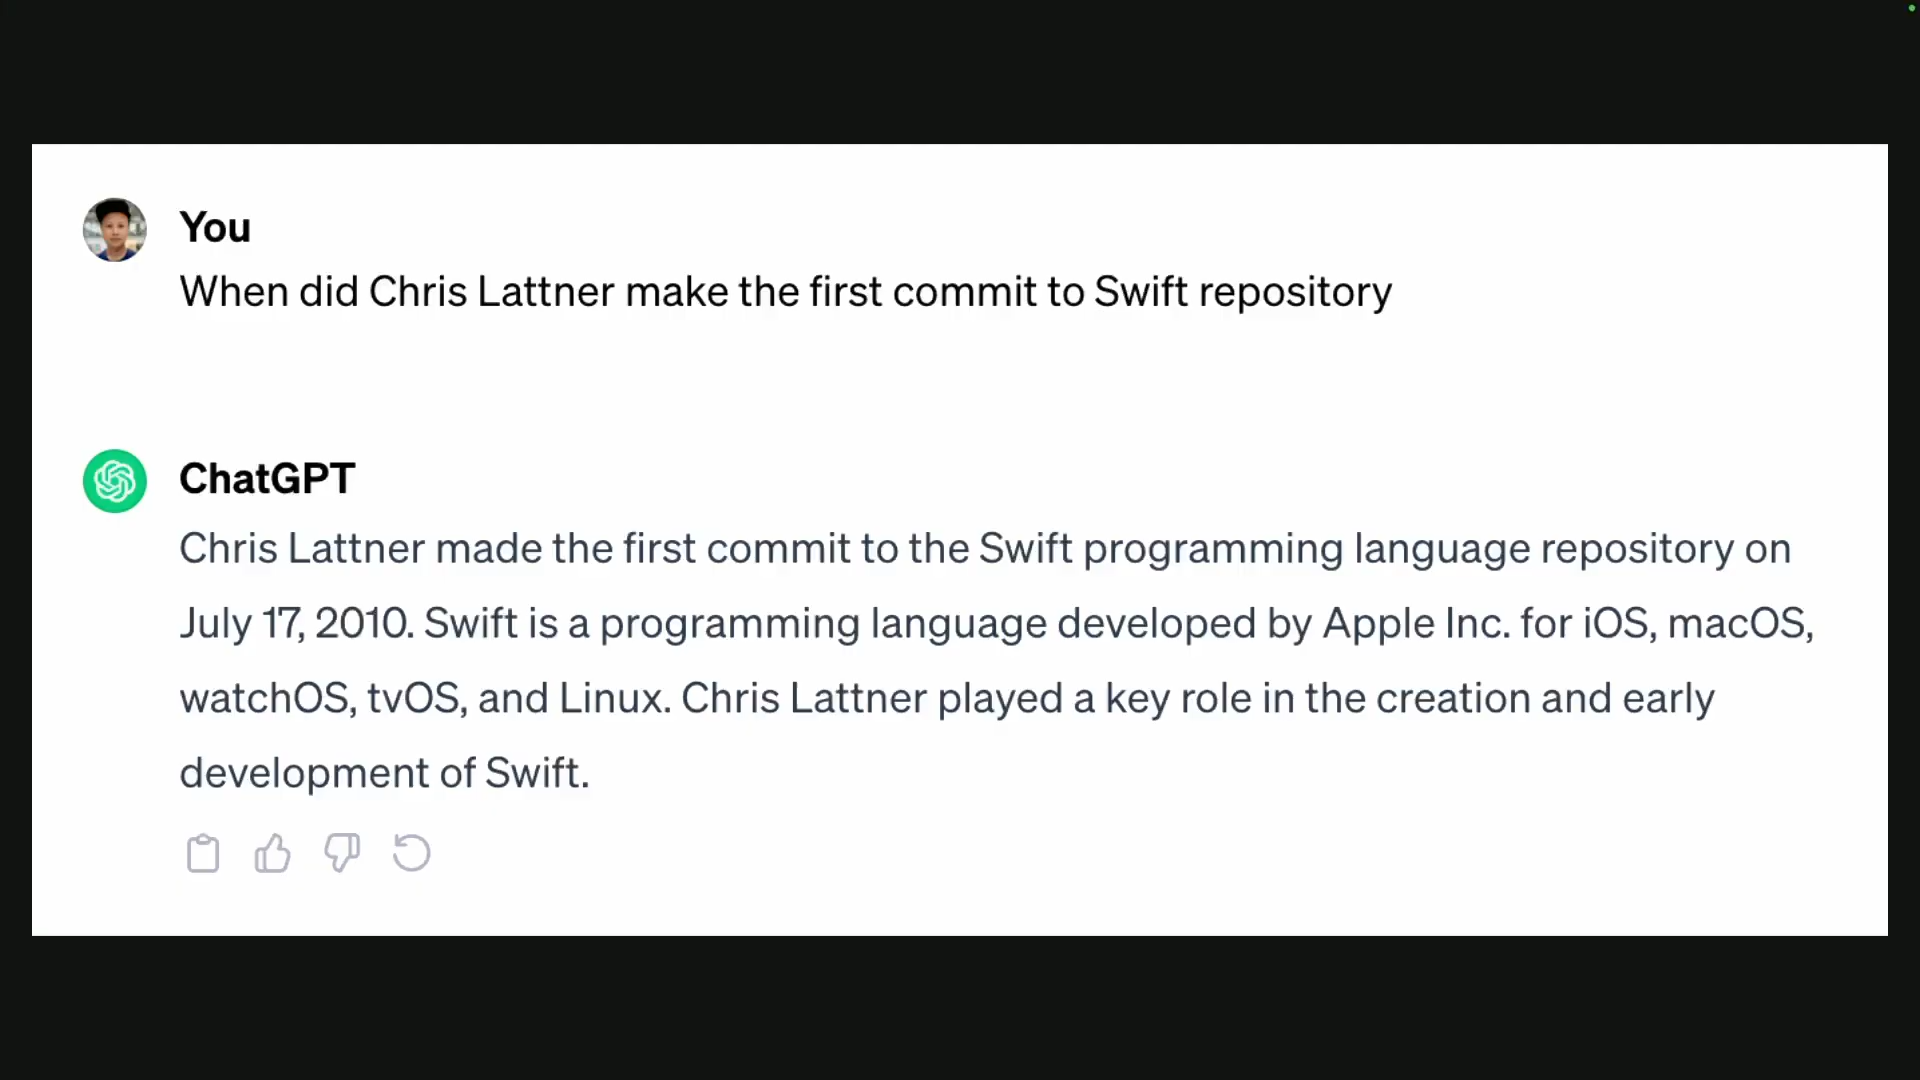 You
When did Chris Lattner make the first commit to Swift repository
ChatGPT
Chris Lattner made the first commit to the Swift programming language repository on
July 17, 2010. Swift is a programming language developed by Apple Inc. for iOS, macOS,
watchOS, tvOS, and Linux. Chris Lattner played a key role in the creation and early
development of Swift.